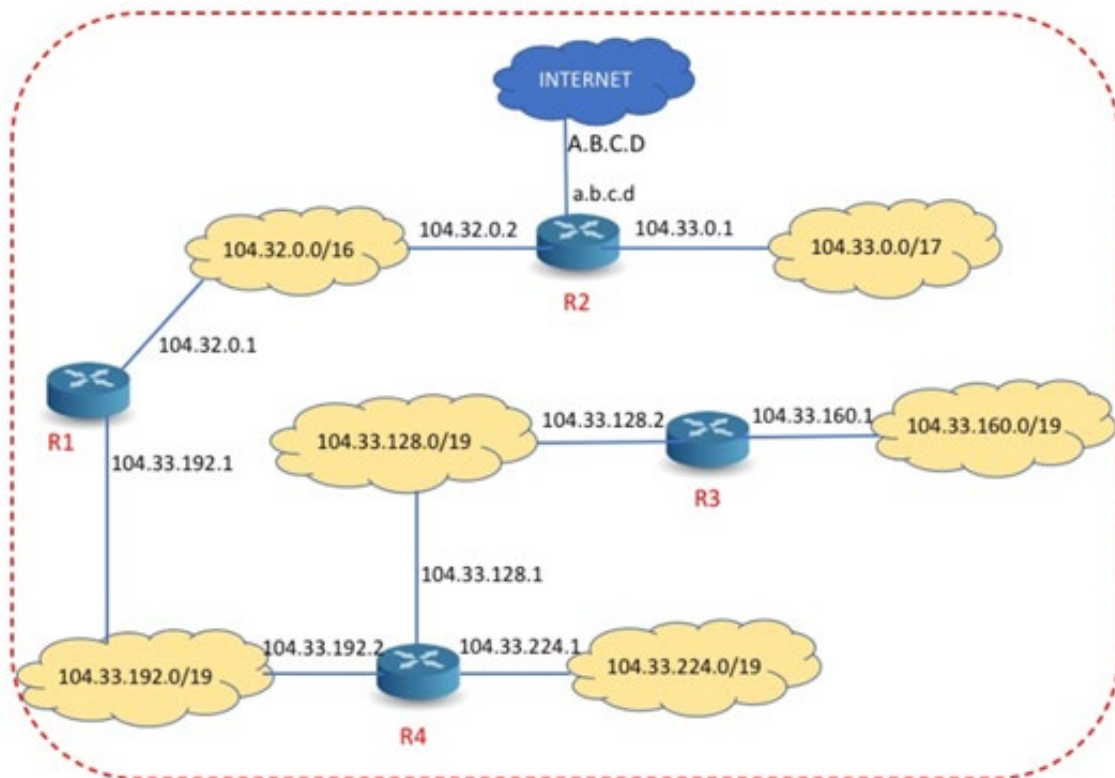 INTERNET
A.B.C.D
a.b.c.d
104.32.0.0/16
104.32.0.2
104.33.0.1
104.33.0.0/17
R2
104.32.0.1
R1
104.33.192.1
104.33.128.0/19
104.33.128.2
104.33.160.1
104.33.160.0/19
R3
104.33.128.1
104.33.192.0/19
104.33.192.2
104.33.224.1
104.33.224.0/19
R4